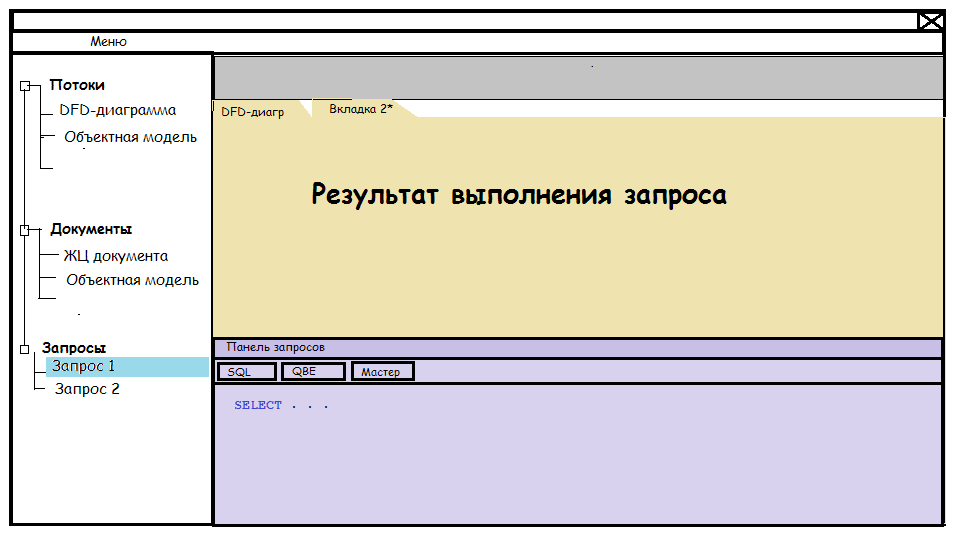 Меню
Потоки
DFD-диаграмма
Объектная модель
Документы
ЖЦ документа
Объектная модель
Запросы
Запрос 1
Запрос 2
DFD-диагр
Вкладка 2*
Результат выполнения запроса
Панель запросов
SQL
QBE
Мастер
SELECT . . .